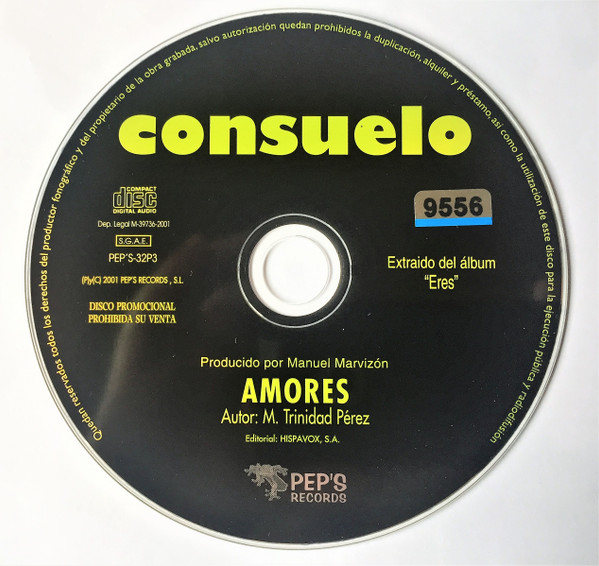 Quedan reservados todos los derechos del productor fonográfico y del propietario de la obra grabada, salvo autorización quedan prohibidos la duplicación, alquiler y préstamo, así como la utilización de este disco para la ejecución pública y radiodifusión
consuelo
COMPACT
disc
DIGITAL AUDIO
Dep. Legal M-39736-2001
S.G.A.E.
PEP'S-32P3
(P)y(C) 2001 PEP'S RECORDS , S.L.
DISCO PROMOCIONAL
PROHIBIDA SU VENTA
9556
Extraido del álbum
“Eres”
Producido por Manuel Marvizón
AMORES
Autor: M. Trinidad Pérez
Editorial: HISPAVOX, S.A.
PEP'S
RECORDS